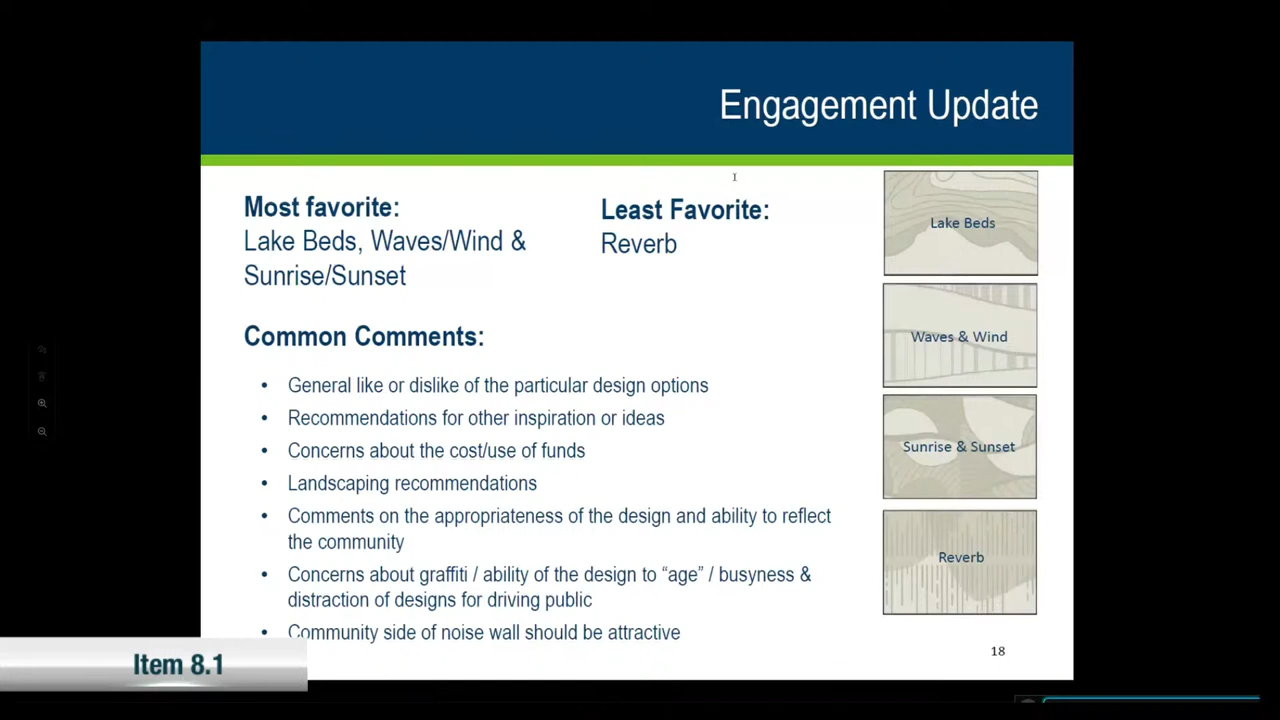 Engagement Update
Most favorite:
Lake Beds, Waves/Wind &
Sunrise/Sunset
Least Favorite:
Reverb
Common Comments:
• General like or dislike of the particular design options
• Recommendations for other inspiration or ideas
• Concerns about the cost/use of funds
• Landscaping recommendations
• Comments on the appropriateness of the design and ability to reflect
the community
• Concerns about graffiti / ability of the design to “age” / busyness &
distraction of designs for driving public
• Community side of noise wall should be attractive
Lake Beds
Waves & Wind
Sunrise & Sunset
Reverb
18
Item 8.1